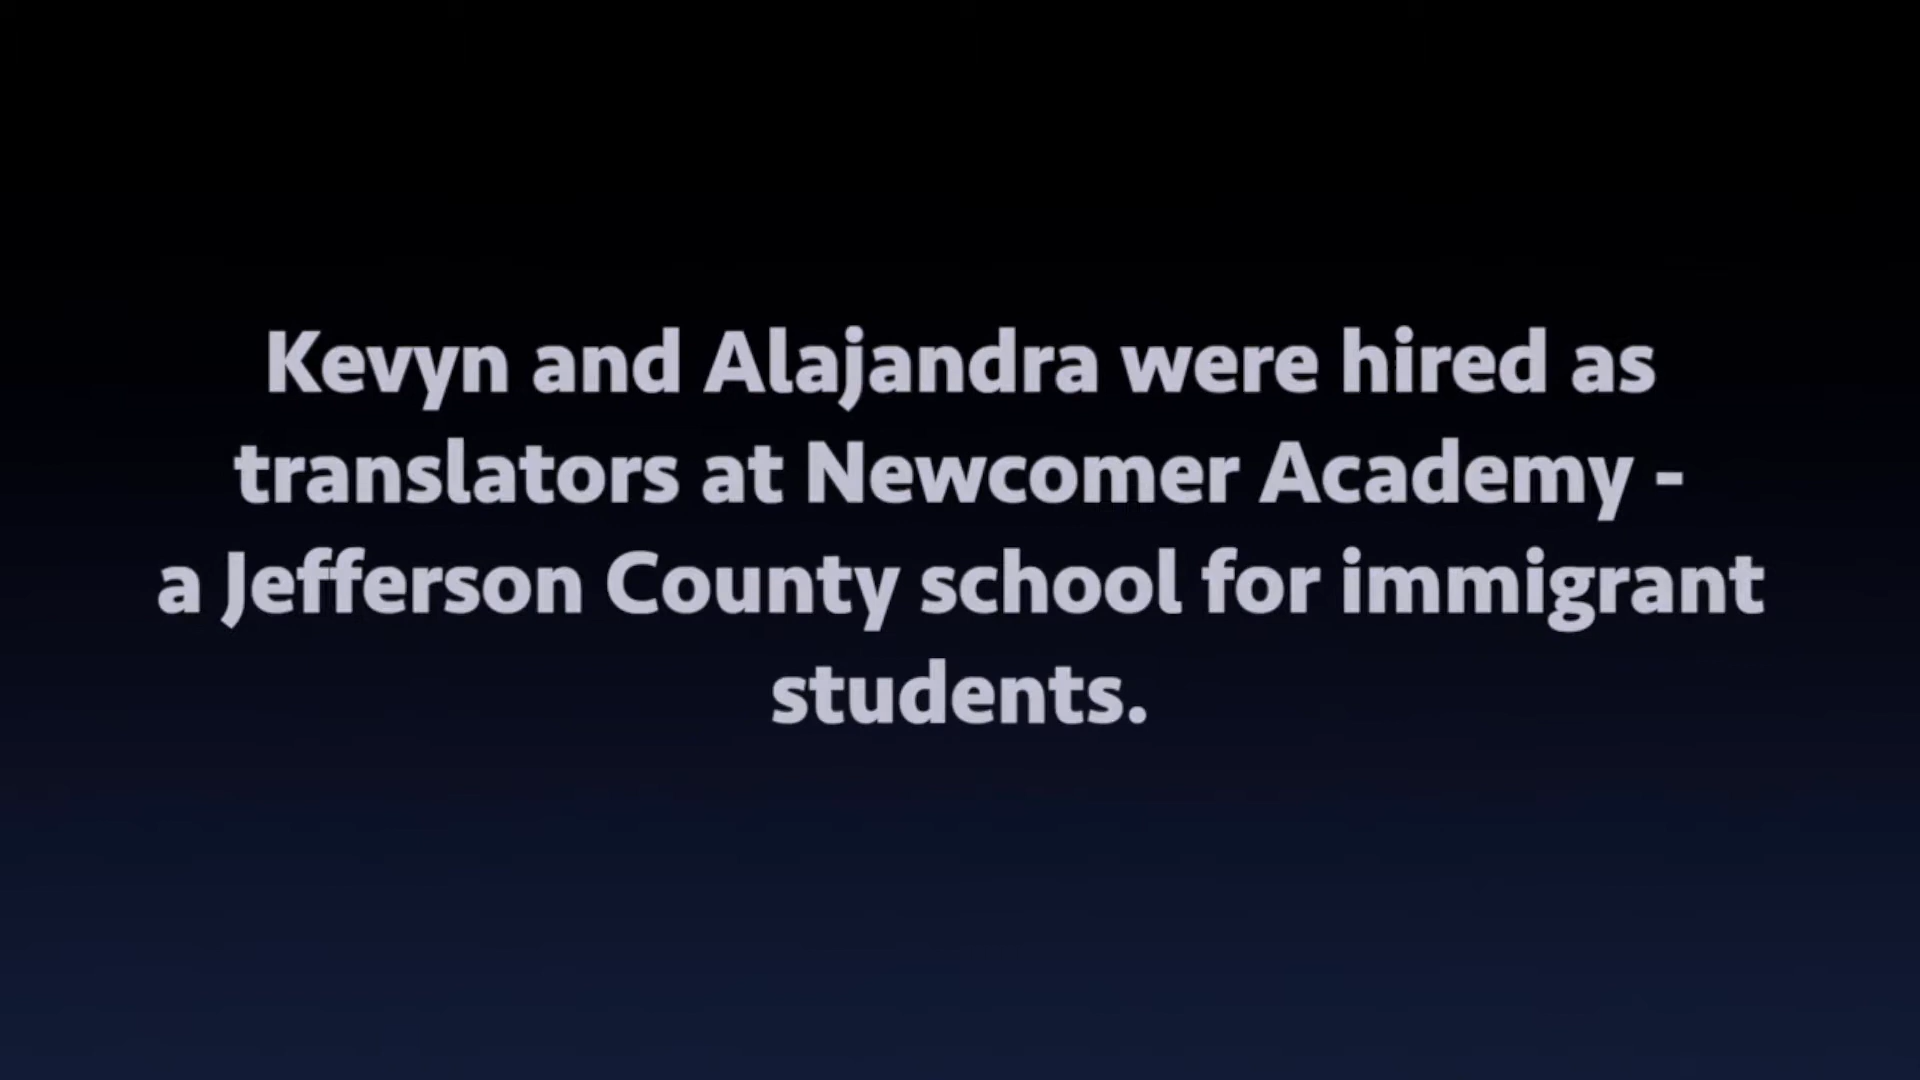 Kevyn and Alajandra were hired as
translators at Newcomer Academy -
a Jefferson County school for immigrant
students.